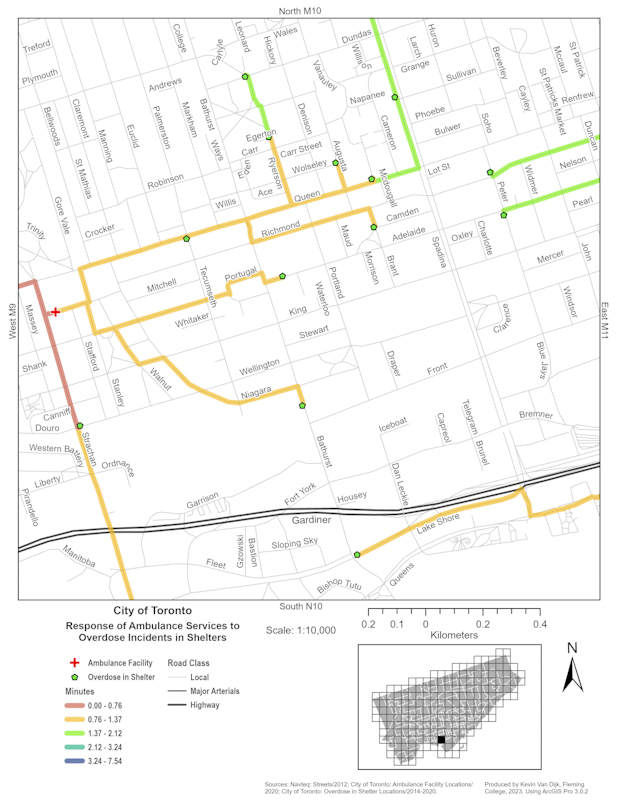 North M10
Wales
College
Leonard
Hickory
Dundas
Huron
Larch
Treford
Carlyle
Willison
Beverley
St Patrick
Mccaul
Grange
Vanauley
Sullivan
Plymouth
Andrews
Cayley
Renfrew
St Patricks Market
Napanee
Claremont
Bellwoods
Palmerston
Markham
Bathurst
Denison
Phoebe
Soho
Euclid
Manning
Cameron
Bulwer
Duncan
Egerton
Ways
Carr
Carr Street
Augusta
Wolseley
Nelson
Lot St
St Mathias
Robinson
Ryerson
Widmer
Ace
Queen
Mcdougall
Peter
Pearl
Gore Vale
Willis
Camden
Trinity
Crocker
Richmond
Maud
Adelaide
Charlotte
Oxley
Spadina
John
Mercer
Morrison
Brant
Portugal
Tecumseth
Mitchell
Portland
Waterloo
Windsor
West M9
Massey
King
East M11
Whitaker
Stewart
Clarence
Stafford
Blue Jays
Shank
Draper
Wellington
Front
Walnut
Stanley
Niagara
Canniff
Douro
Bremner
Telegram
Iceboat
Capreol
Strachan
Western Battery
Bathurst
Brunel
Ordnance
Dan Leckie
Liberty
Fort York
Housey
Pirandello
Garrison
Gardiner
Lake Shore
Gzowski
Bastion
Sloping Sky
Manitoba
Fleet
Queens
Bishop Tutu
South N10
City of Toronto
Response of Ambulance Services to
Overdose Incidents in Shelters
Scale: 1:10,000
0.2 0.1 0 0.2 0.4
Kilometers
N
Ambulance Facility
Overdose in Shelter
Minutes
0.00 - 0.76
0.76 - 1.37
1.37 - 2.12
2.12 - 3.24
3.24 - 7.54
Road Class
Local
Major Arterials
Highway
Sources: Navteq: Streets/2012; City of Toronto: Ambulance Facility Locations/
2020; City of Toronto: Overdose in Shelter Locations/2014-2020.
Produced by Kevin Van Dijk, Fleming
College, 2023. Using ArcGIS Pro 3.0.2